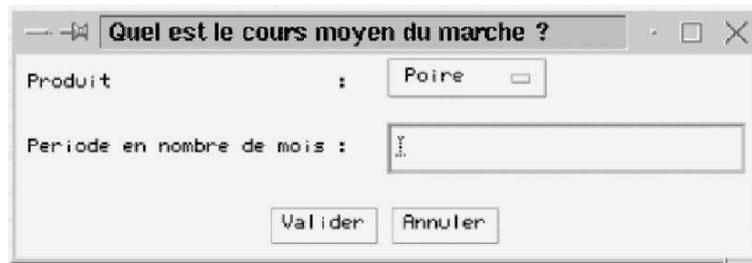 Quel est le cours moyen du marche ?
Produit : Poire
Periode en nombre de mois :
Valider Annuler